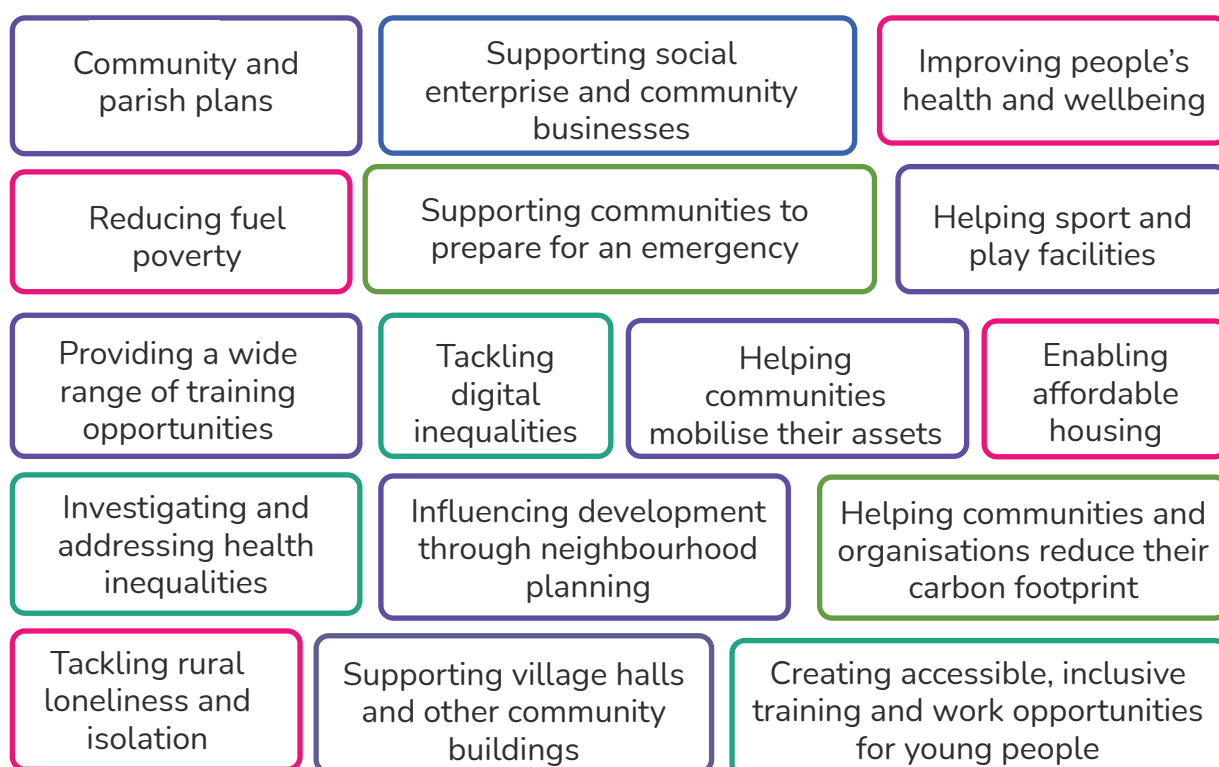 Community and
parish plans
Supporting social
enterprise and community
businesses
Improving people’s
health and wellbeing
Reducing fuel
poverty
Supporting communities to
prepare for an emergency
Helping sport and
play facilities
Providing a wide
range of training
opportunities
Tackling
digital
inequalities
Helping
communities
mobilise their assets
Enabling
affordable
housing
Investigating and
addressing health
inequalities
Influencing development
through neighbourhood
planning
Helping communities and
organisations reduce their
carbon footprint
Tackling rural
loneliness and
isolation
Supporting village halls
and other community
buildings
Creating accessible, inclusive
training and work opportunities
for young people